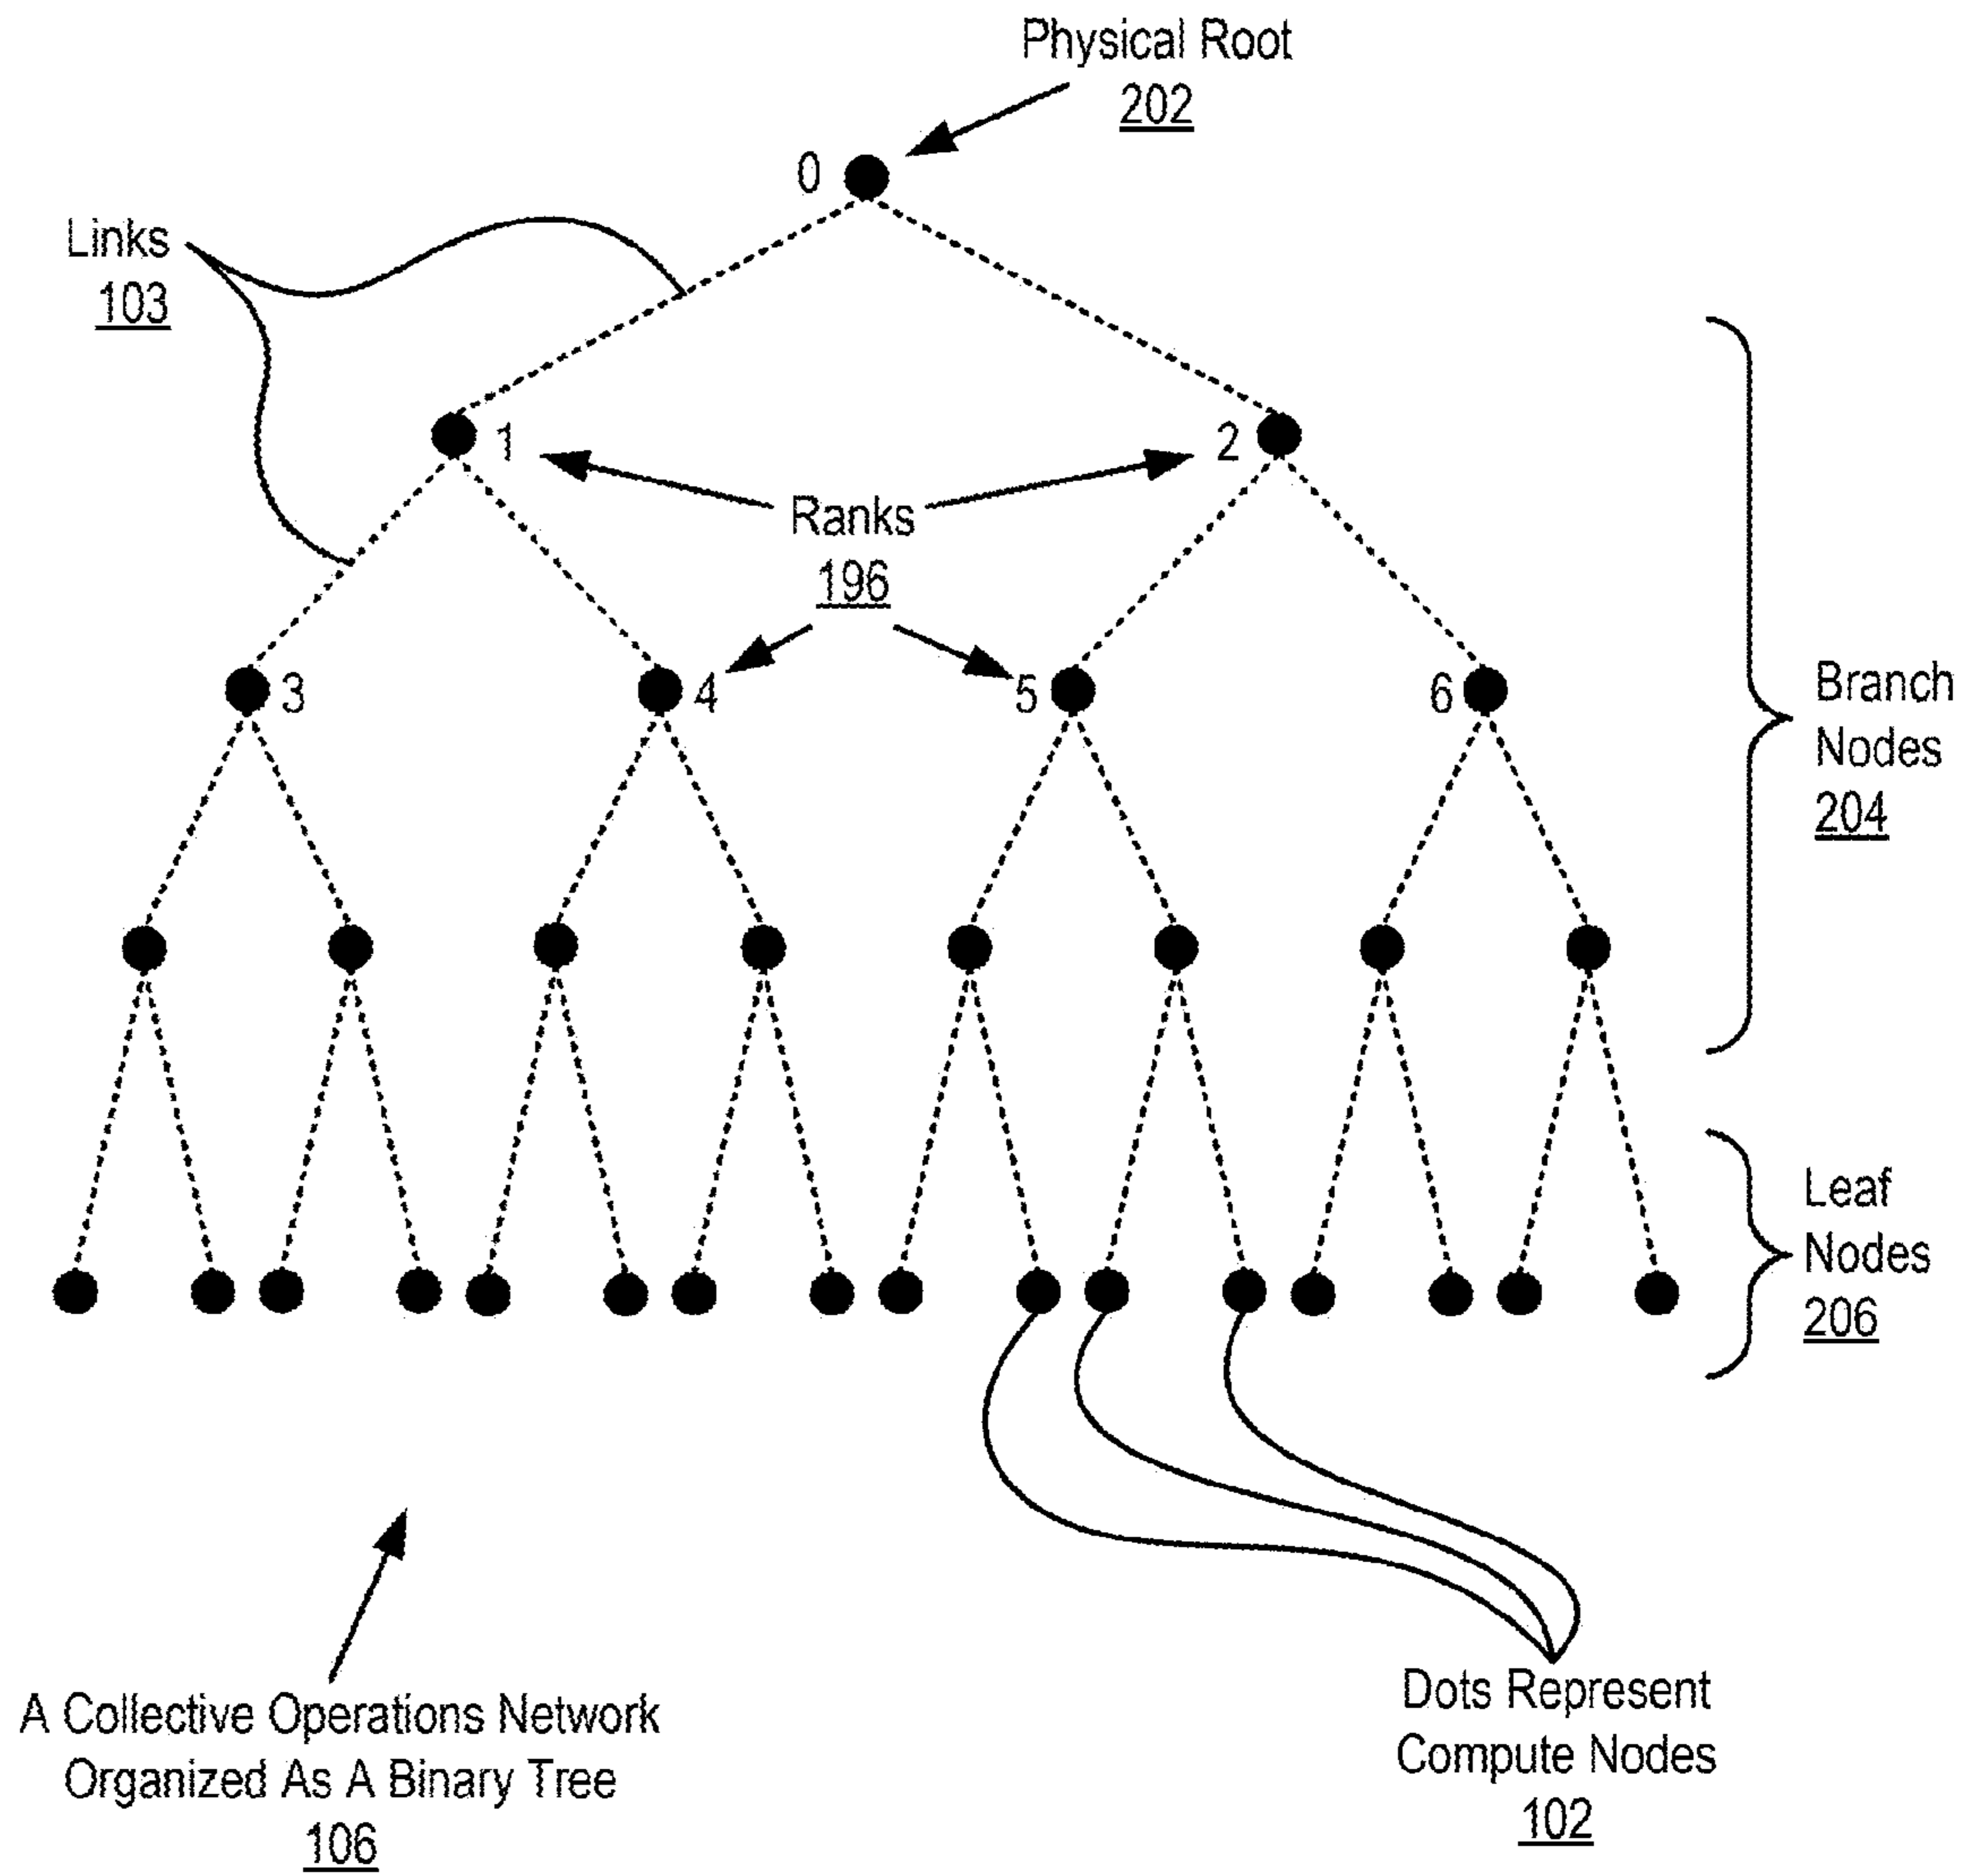 Physical Root
202
0
Links
103
1
2
Ranks
196
3
4
5
6
Branch
Nodes
204
Leaf
Nodes
206
A Collective Operations Network
Organized As A Binary Tree
106
Dots Represent
Compute Nodes
102